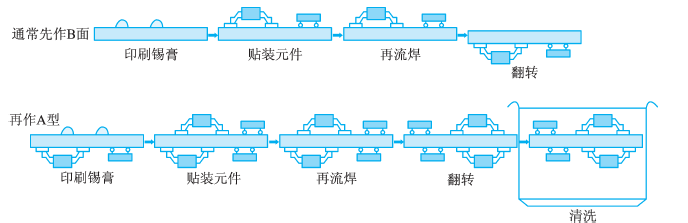 通常先作B面
印刷锡膏
贴装元件
再流焊
翻转
再作A型
印刷锡膏
贴装元件
再流焊
翻转
清洗